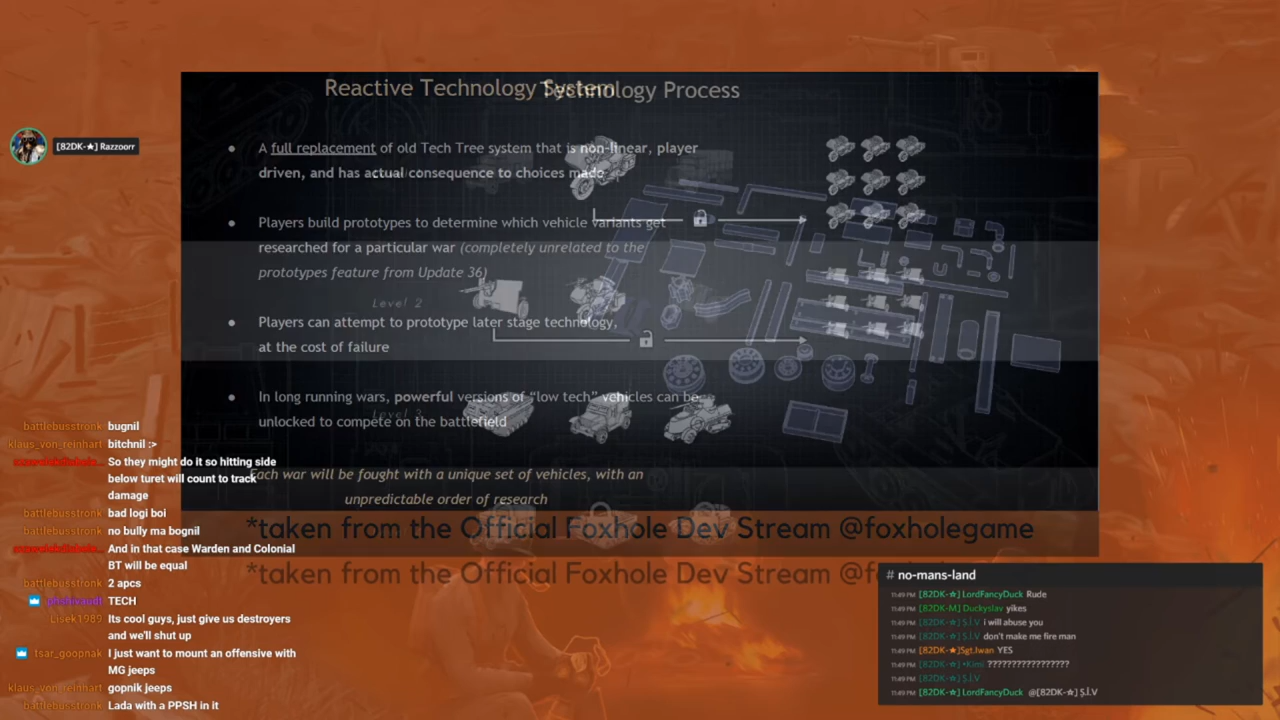 Reactive Technology System
Technology Process
[82DK-★] Razzoorr
A full replacement of old Tech Tree system that is non-linear, player
driven, and has actual consequence to choices made
Players build prototypes to determine which vehicle variants get
researched for a particular war (completely unrelated to the
prototypes feature from Update 36)
Level 2
Players can attempt to prototype later stage technology,
at the cost of failure
In long running wars, powerful versions of “low tech” vehicles can be
unlocked to compete on the battlefield
Level 3
Each war will be fought with a unique set of vehicles, with an
unpredictable order of research
*taken from the Official Foxhole Dev Stream @foxholegame
*taken from the Official Foxhole Dev Stream @f
battlebusstronk bugnil
klaus_von_reinhart bitchnil :>
So they might do it so hitting side
below turet will count to track
damage
bad logi boi
battlebusstronk no bully ma bognil
And in that case Warden and Colonial
BT will be equal
battlebusstronk 2 apcs
TECH
Lisek1989 Its cool guys, just give us destroyers
and we'll shut up
tsar_goopnak I just want to mount an offensive with
MG jeeps
klaus_von_reinhart gopnik jeeps
battlebusstronk Lada with a PPSH in it
# no-mans-land
11:49 PM [82DK-☆] LordFancyDuck Rude
11:49 PM [82DK-M] Duckyslav yikes
11:49 PM [82DK-☆] Ș.İ.V i will abuse you
11:49 PM [82DK-☆] Ș.İ.V don't make me fire man
11:49 PM [82DK-★]Sgt.Iwan YES
11:49 PM [82DK-☆] •Kimi ?????????????????
11:49 PM [82DK-☆] Ș.İ.V
11:49 PM [82DK-☆] LordFancyDuck @[82DK-☆] Ș.İ.V